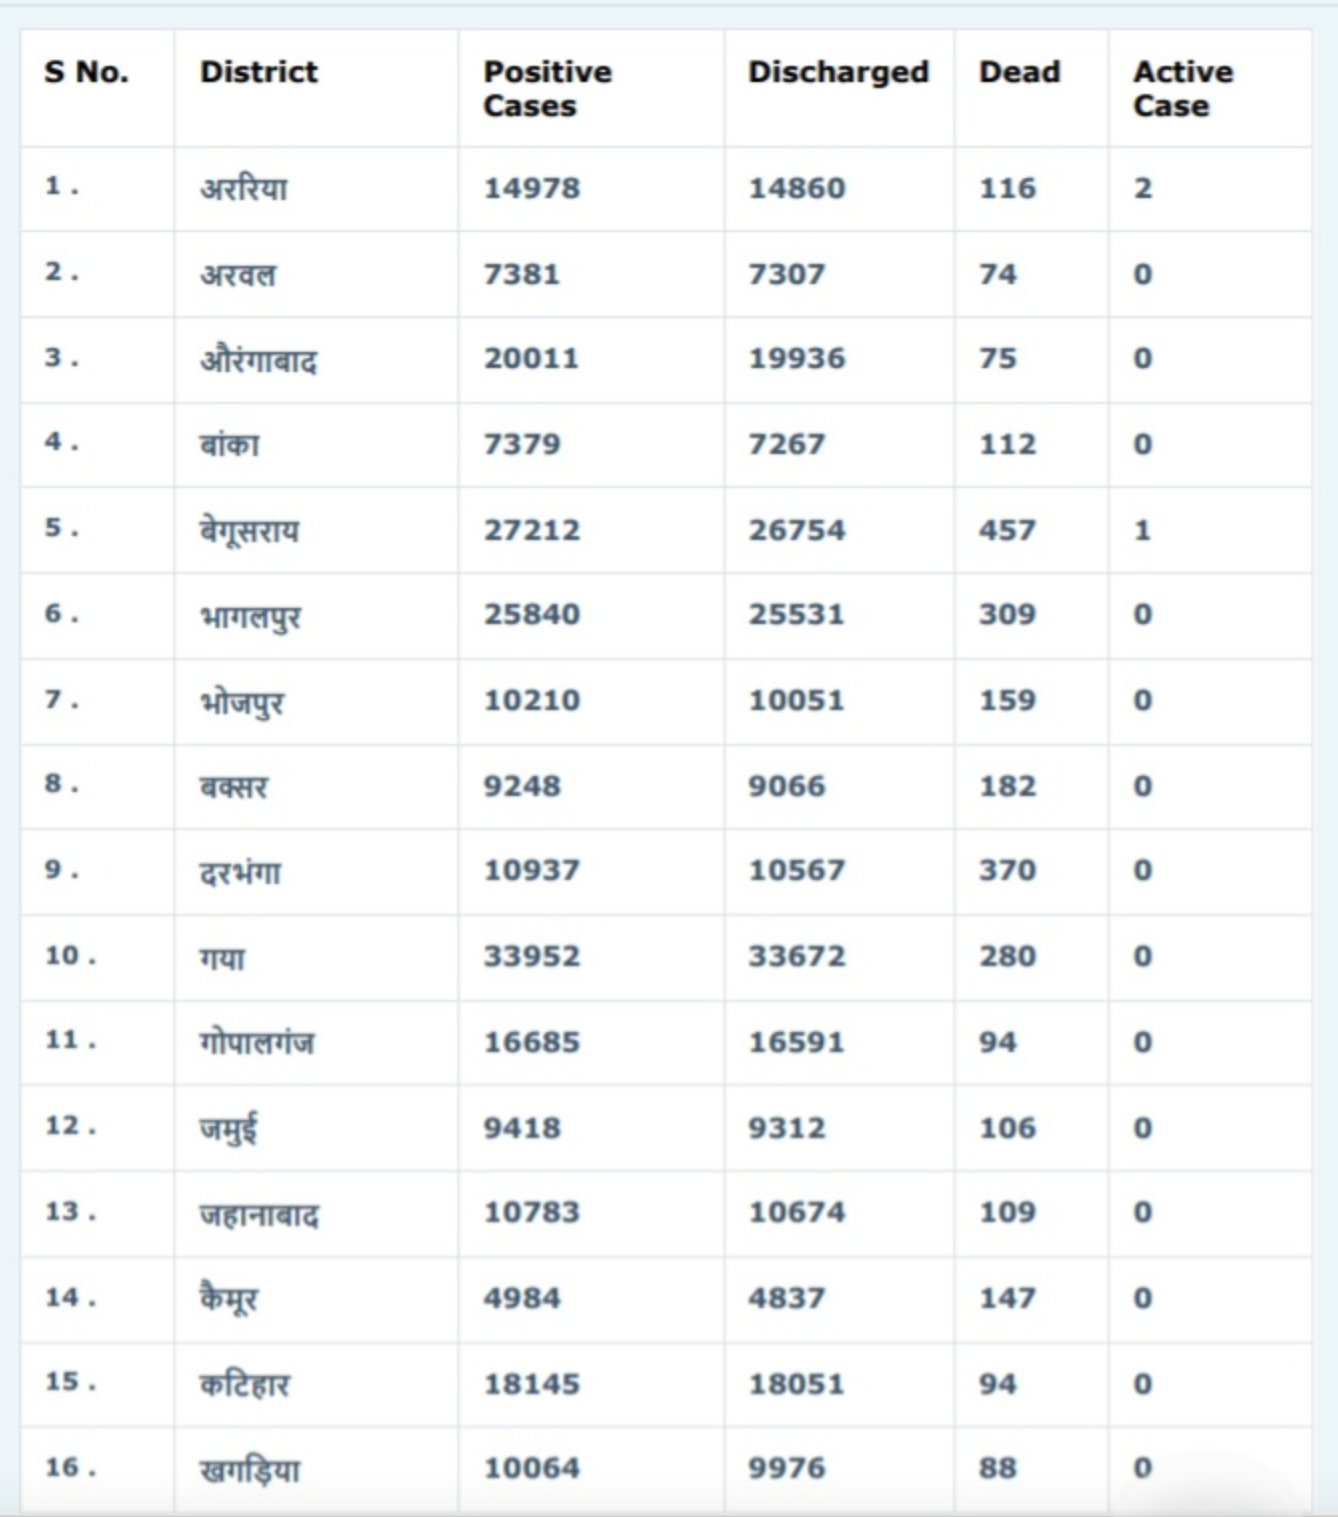 S No. District Positive Cases Discharged Dead Active Case
1 . अररिया 14978 14860 116 2
2 . अरवल 7381 7307 74 0
3 . औरंगाबाद 20011 19936 75 0
4 . बांका 7379 7267 112 0
5 . बेगूसराय 27212 26754 457 1
6 . भागलपुर 25840 25531 309 0
7 . भोजपुर 10210 10051 159 0
8 . बक्सर 9248 9066 182 0
9 . दरभंगा 10937 10567 370 0
10 . गया 33952 33672 280 0
11 . गोपालगंज 16685 16591 94 0
12 . जमुई 9418 9312 106 0
13 . जहानाबाद 10783 10674 109 0
14 . कैमूर 4984 4837 147 0
15 . कटिहार 18145 18051 94 0
16 . खगड़िया 10064 9976 88 0